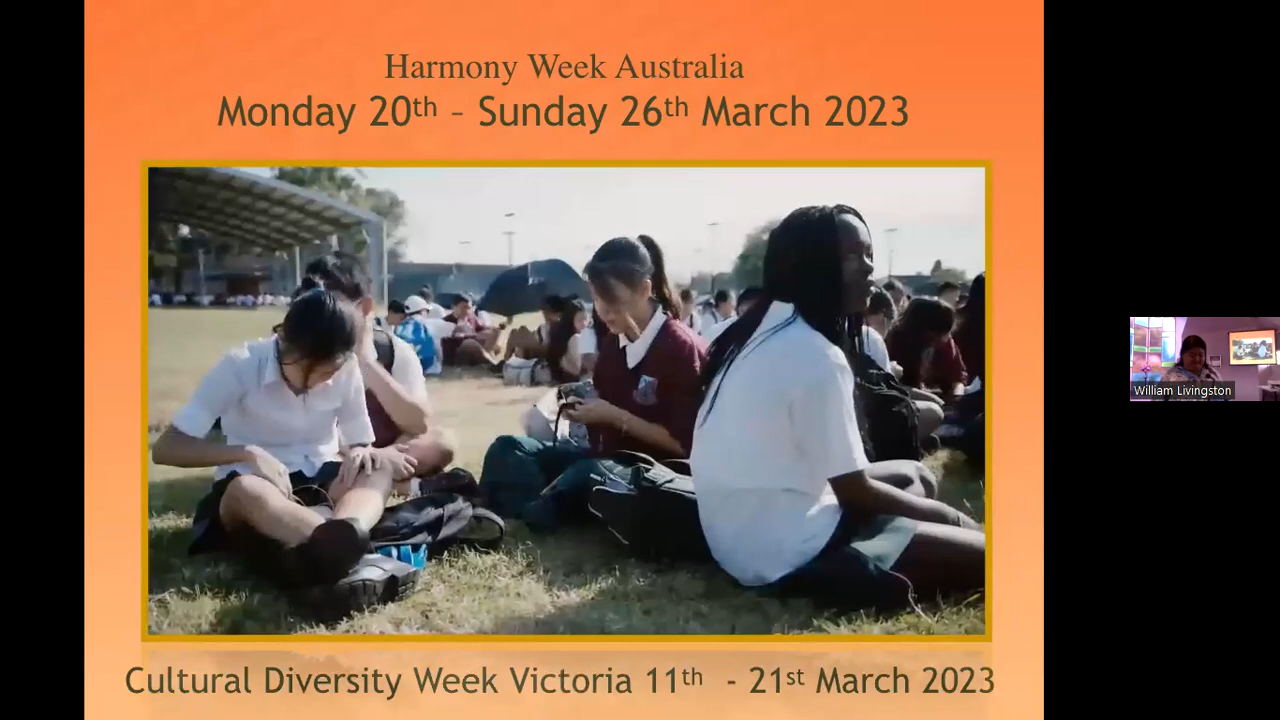 Harmony Week Australia
Monday 20th – Sunday 26th March 2023
Cultural Diversity Week Victoria 11th - 21st March 2023
William Livingston